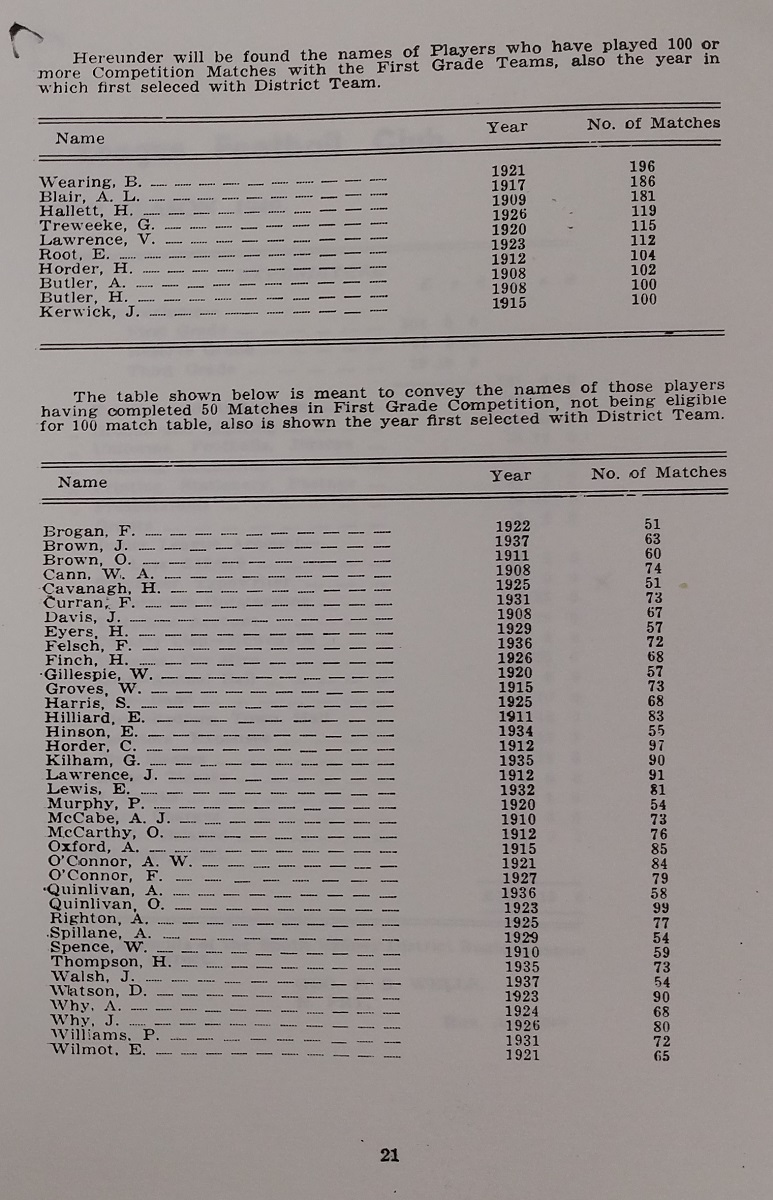 Hereunder will be found the names of Players who have played 100 or
more Competition Matches with the First Grade Teams, also the year in
which first seleced with District Team.
Name Year No. of Matches
Wearing, B. 1921 196
Blair, A. L. 1917 186
Hallett, H. 1909 181
Treweeke, G. 1926 119
Lawrence, V. 1920 115
Root, E. 1923 112
Horder, H. 1912 104
Butler, A. 1908 102
Butler, H. 1908 100
Kerwick, J. 1915 100
The table shown below is meant to convey the names of those players
having completed 50 Matches in First Grade Competition, not being eligible
for 100 match table, also is shown the year first selected with District Team.
Name Year No. of Matches
Brogan, F. 1922 51
Brown, J. 1937 63
Brown, O. 1911 60
Cann, W. A. 1908 74
Cavanagh, H. 1925 51
Curran, F. 1931 73
Davis, J. 1908 67
Eyers, H. 1929 57
Felsch, F. 1936 72
Finch, H. 1926 68
Gillespie, W. 1920 57
Groves, W. 1915 73
Harris, S. 1925 68
Hilliard, E. 1911 83
Hinson, E. 1934 55
Horder, C. 1912 97
Kilham, G. 1935 90
Lawrence, J. 1912 91
Lewis, E. 1932 81
Murphy, P. 1920 54
McCabe, A. J. 1910 73
McCarthy, O. 1912 76
Oxford, A. 1915 85
O'Connor, A. W. 1921 84
O'Connor, F. 1927 79
Quinlivan, A. 1936 58
Quinlivan, O. 1923 99
Righton, A. 1925 77
Spillane, A. 1929 54
Spence, W. 1910 59
Thompson, H. 1935 73
Walsh, J. 1937 54
Watson, D. 1923 90
Why, A. 1924 68
Why, J. 1926 80
Williams, P. 1931 72
Wilmot, E. 1921 65
21